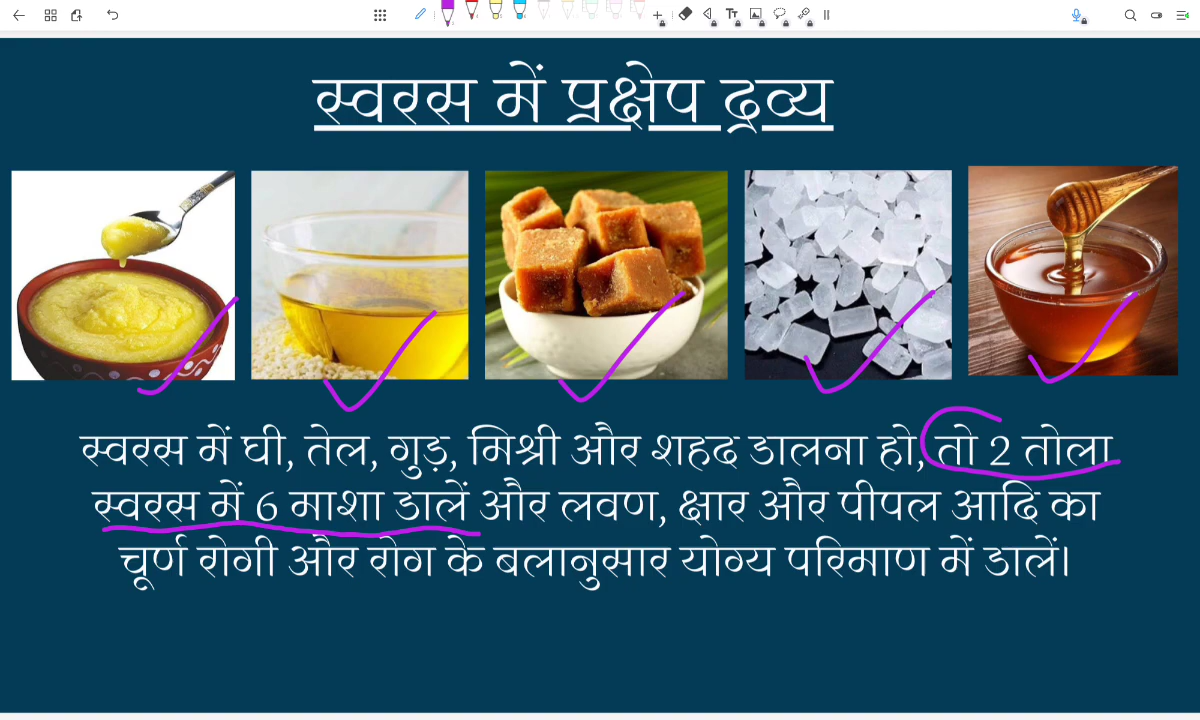 स्वरस में प्रक्षेप द्रव्य
स्वरस में घी, तेल, गुड़, मिश्री और शहद डालना हो, तो 2 तोला
स्वरस में 6 माशा डालें और लवण, क्षार और पीपल आदि का
चूर्ण रोगी और रोग के बलानुसार योग्य परिमाण में डालें।